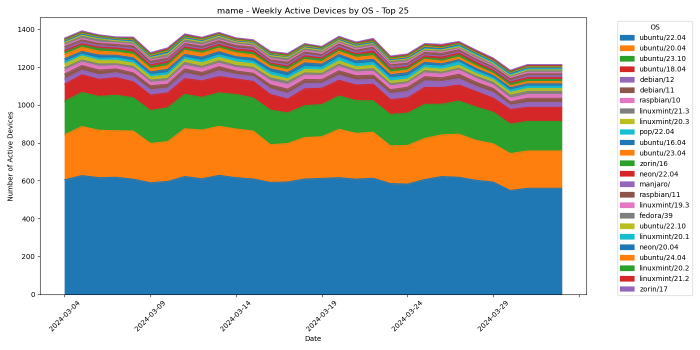 mame - Weekly Active Devices by OS - Top 25
OS
ubuntu/22.04
ubuntu/20.04
ubuntu/23.10
ubuntu/18.04
debian/12
debian/11
raspbian/10
linuxmint/21.3
linuxmint/20.3
pop/22.04
ubuntu/16.04
ubuntu/23.04
zorin/16
neon/22.04
manjaro/
raspbian/11
linuxmint/19.3
fedora/39
ubuntu/22.10
linuxmint/20.1
neon/20.04
ubuntu/24.04
linuxmint/20.2
linuxmint/21.2
zorin/17
Number of Active Devices
1400
1200
1000
800
600
400
200
0
2024-03-04
2024-03-09
2024-03-14
2024-03-19
2024-03-24
2024-03-29
Date